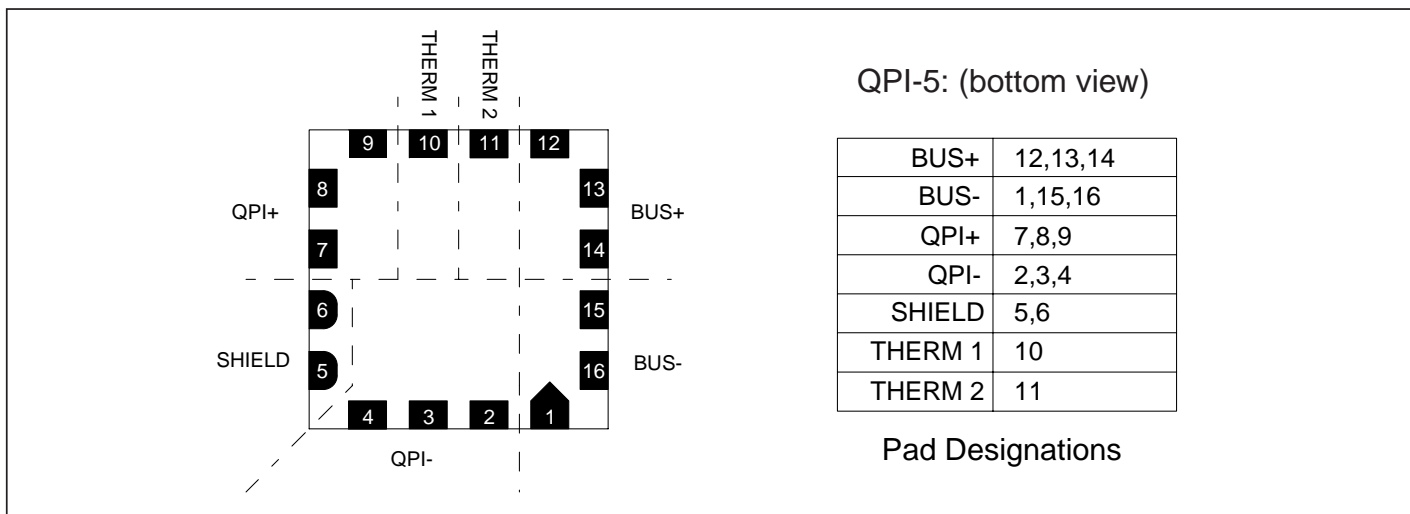 THERM 1
THERM 2
9 10 11 12
8
13
QPI+
BUS+
7
14
6
15
SHIELD
BUS-
5
16
4 3 2 1
QPI-
QPI-5: (bottom view)
BUS+ 12,13,14
BUS- 1,15,16
QPI+ 7,8,9
QPI- 2,3,4
SHIELD 5,6
THERM 1 10
THERM 2 11
Pad Designations